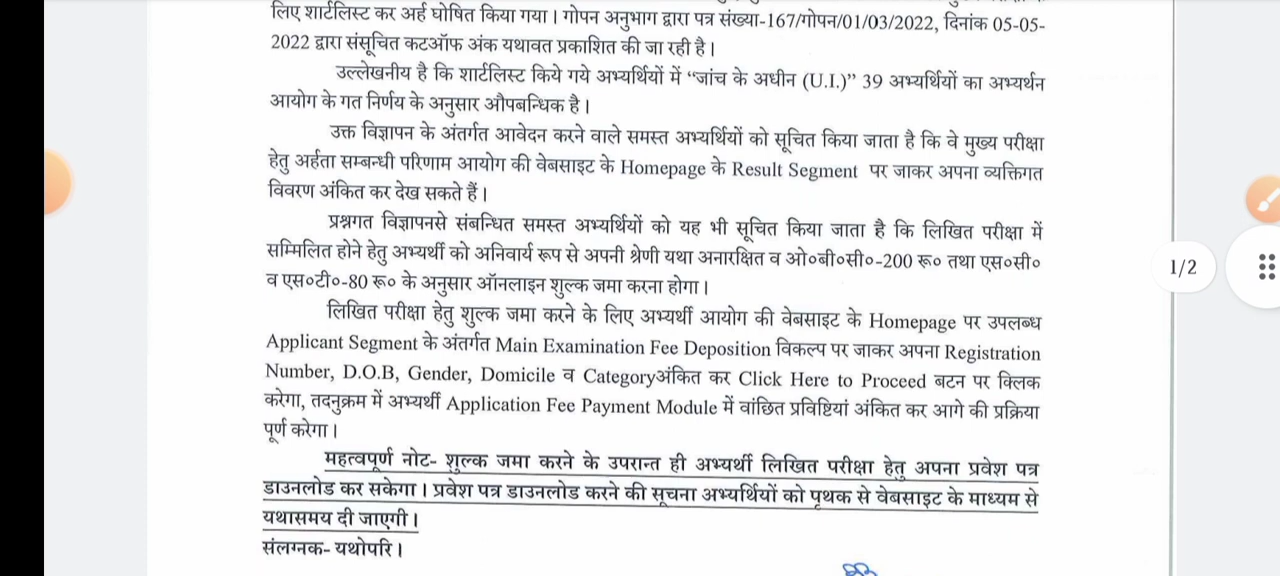 लिए शार्टलिस्ट कर अर्ह घोषित किया गया। गोपन अनुभाग द्वारा पत्र संख्या-167/गोपन/01/03/2022, दिनांक 05-05-
2022 द्वारा संसूचित कटऑफ अंक यथावत प्रकाशित की जा रही है।
उल्लेखनीय है कि शार्टलिस्ट किये गये अभ्यर्थियों में “जांच के अधीन (U.I.)” 39 अभ्यर्थियों का अभ्यर्थन
आयोग के गत निर्णय के अनुसार औपबन्धिक है।
उक्त विज्ञापन के अंतर्गत आवेदन करने वाले समस्त अभ्यर्थियों को सूचित किया जाता है कि वे मुख्य परीक्षा
हेतु अर्हता सम्बन्धी परिणाम आयोग की वेबसाइट के Homepage के Result Segment पर जाकर अपना व्यक्तिगत
विवरण अंकित कर देख सकते हैं।
प्रश्नगत विज्ञापनसे संबन्धित समस्त अभ्यर्थियों को यह भी सूचित किया जाता है कि लिखित परीक्षा में
सम्मिलित होने हेतु अभ्यर्थी को अनिवार्य रूप से अपनी श्रेणी यथा अनारक्षित व ओ०बी०सी०-200 रू० तथा एस०सी०
व एस०टी०-80 रू० के अनुसार ऑनलाइन शुल्क जमा करना होगा।
1/2
लिखित परीक्षा हेतु शुल्क जमा करने के लिए अभ्यर्थी आयोग की वेबसाइट के Homepage पर उपलब्ध
Applicant Segment के अंतर्गत Main Examination Fee Deposition विकल्प पर जाकर अपना Registration
Number, D.O.B, Gender, Domicile व Categoryअंकित कर Click Here to Proceed बटन पर क्लिक
करेगा, तदनुक्रम में अभ्यर्थी Application Fee Payment Module में वांछित प्रविष्टियां अंकित कर आगे की प्रक्रिया
पूर्ण करेगा।
महत्वपूर्ण नोट- शुल्क जमा करने के उपरान्त ही अभ्यर्थी लिखित परीक्षा हेतु अपना प्रवेश पत्र
डाउनलोड कर सकेगा। प्रवेश पत्र डाउनलोड करने की सूचना अभ्यर्थियों को पृथक से वेबसाइट के माध्यम से
यथासमय दी जाएगी।
संलग्नक- यथोपरि।